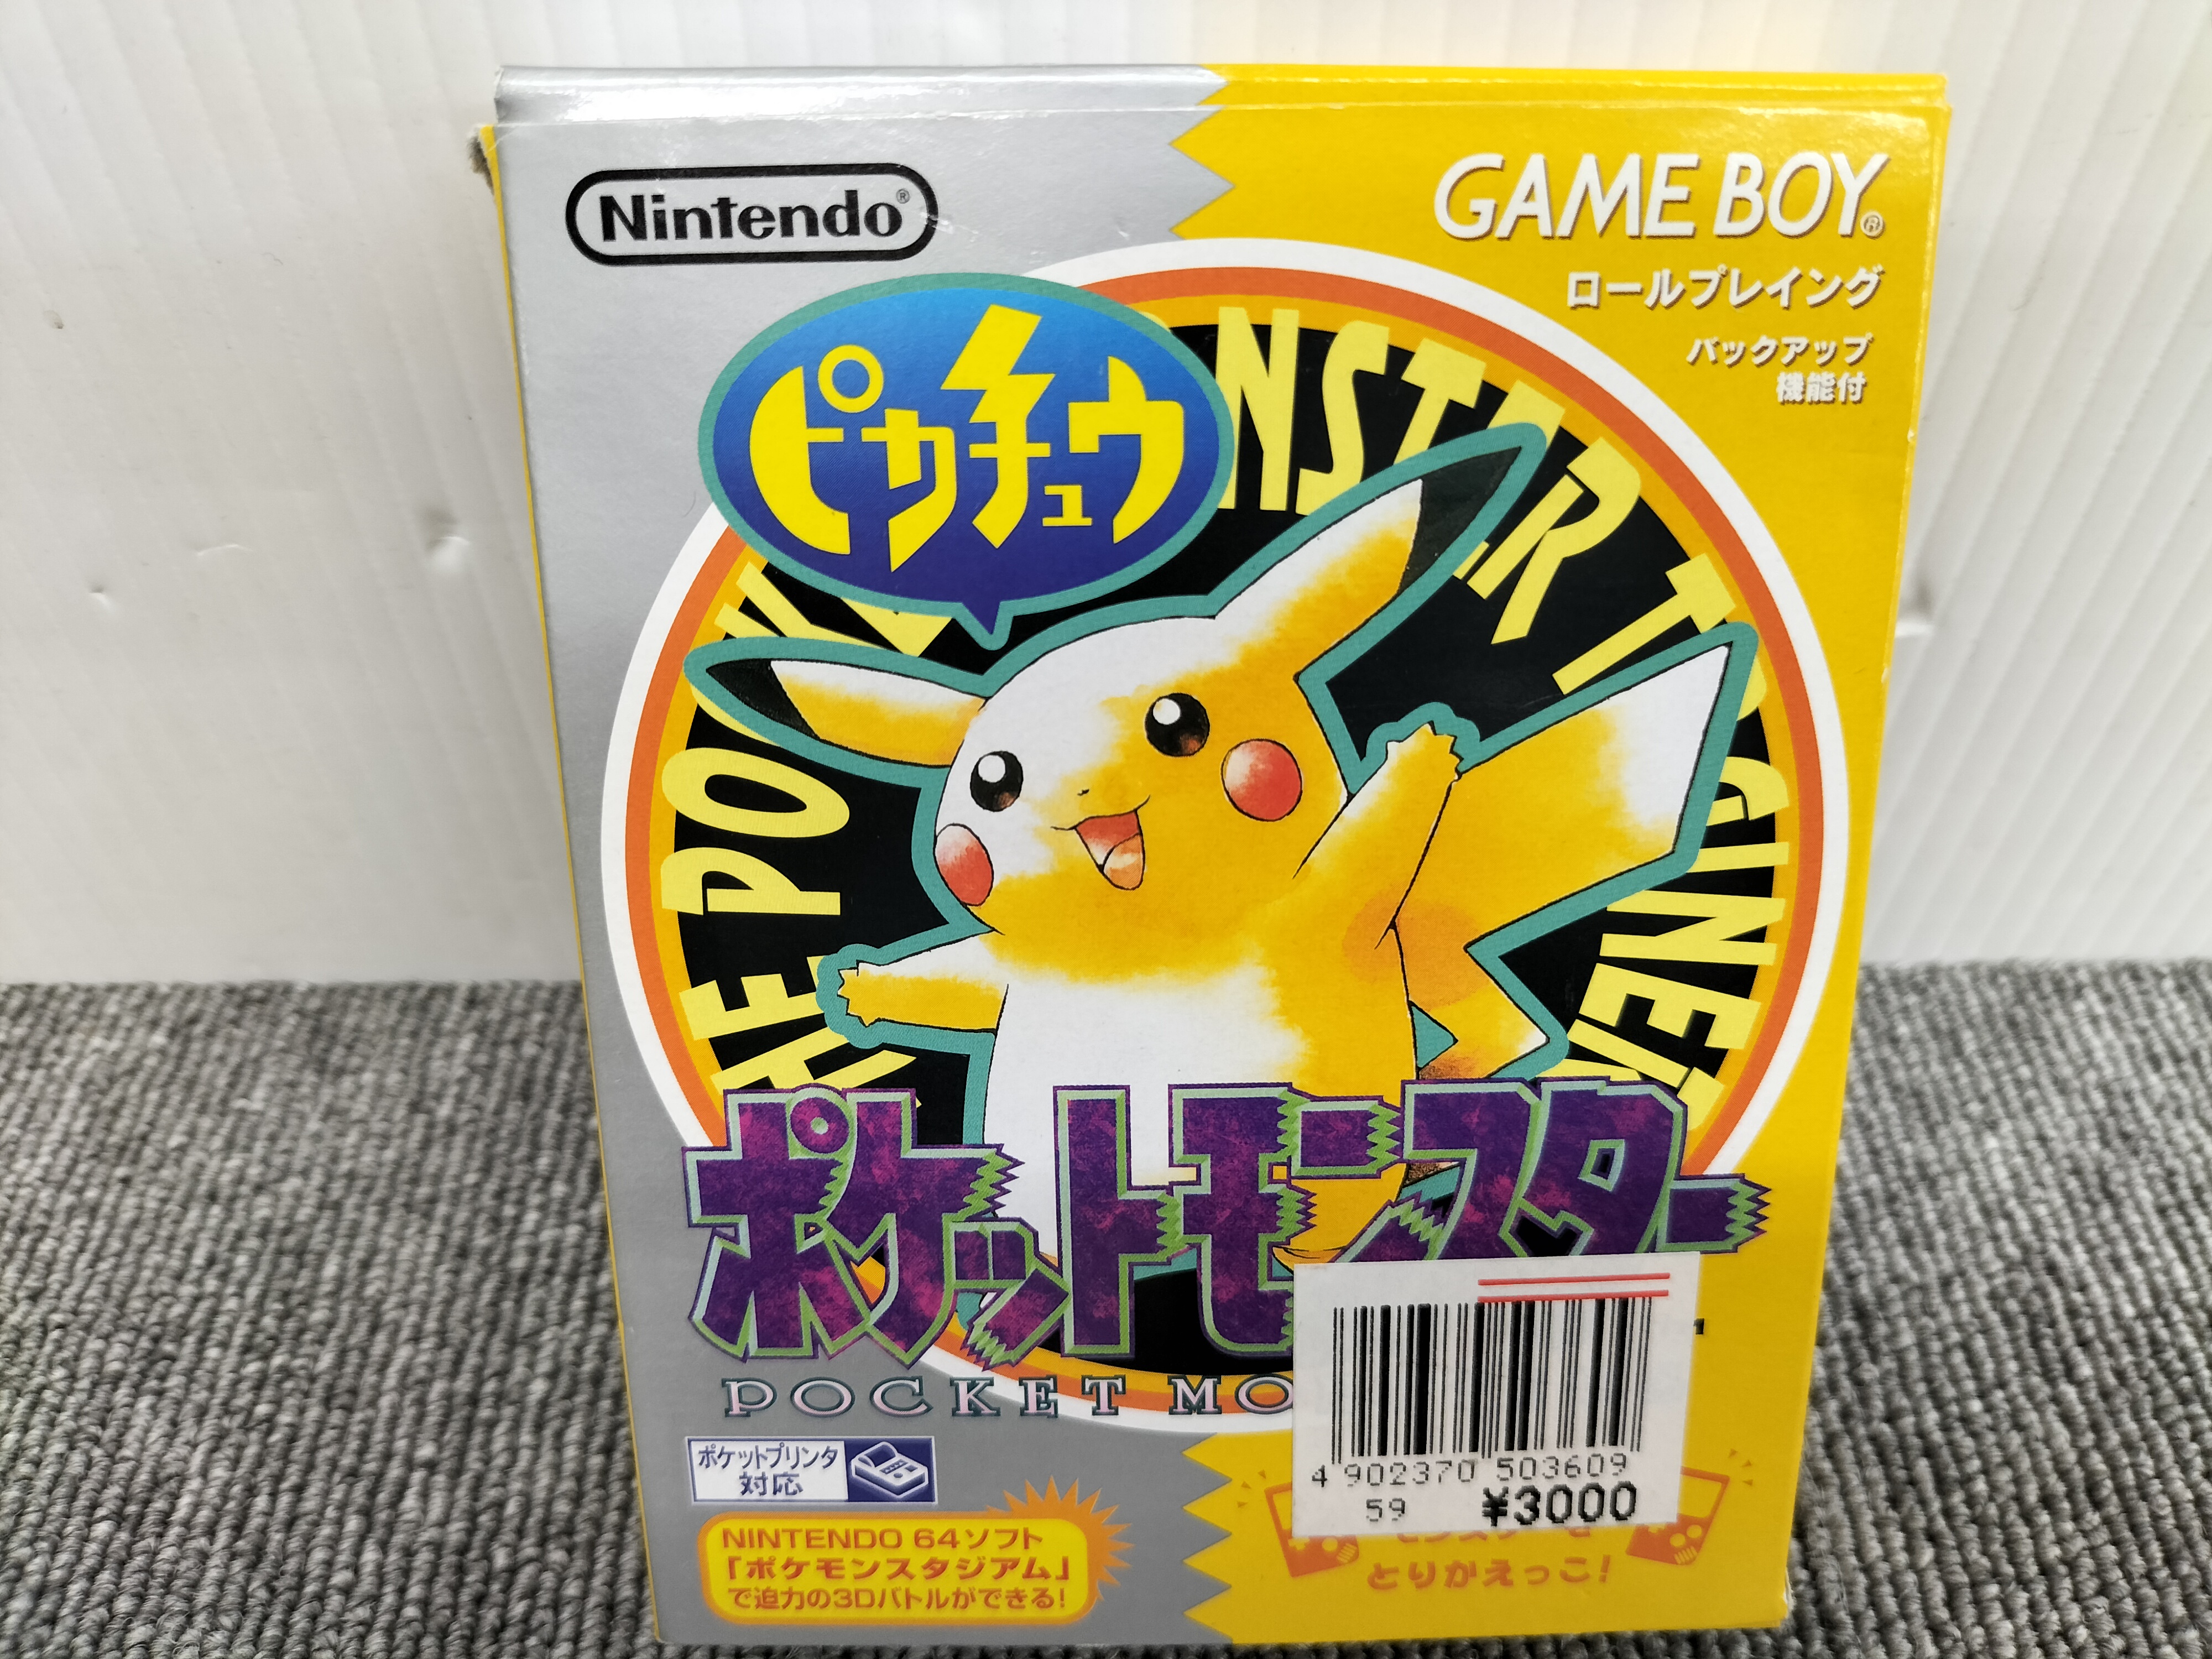 Nintendo®
GAME BOY®
ロールプレイング
バックアップ
機能付
ピカチュウ
ポケットモンスター
POCKET MO
ポケットプリンタ
対応
NINTENDO 64ソフト
「ポケモンスタジアム」
で迫力の3Dバトルができる!
4 902370 503609
59 ¥3000
とりかえっこ!